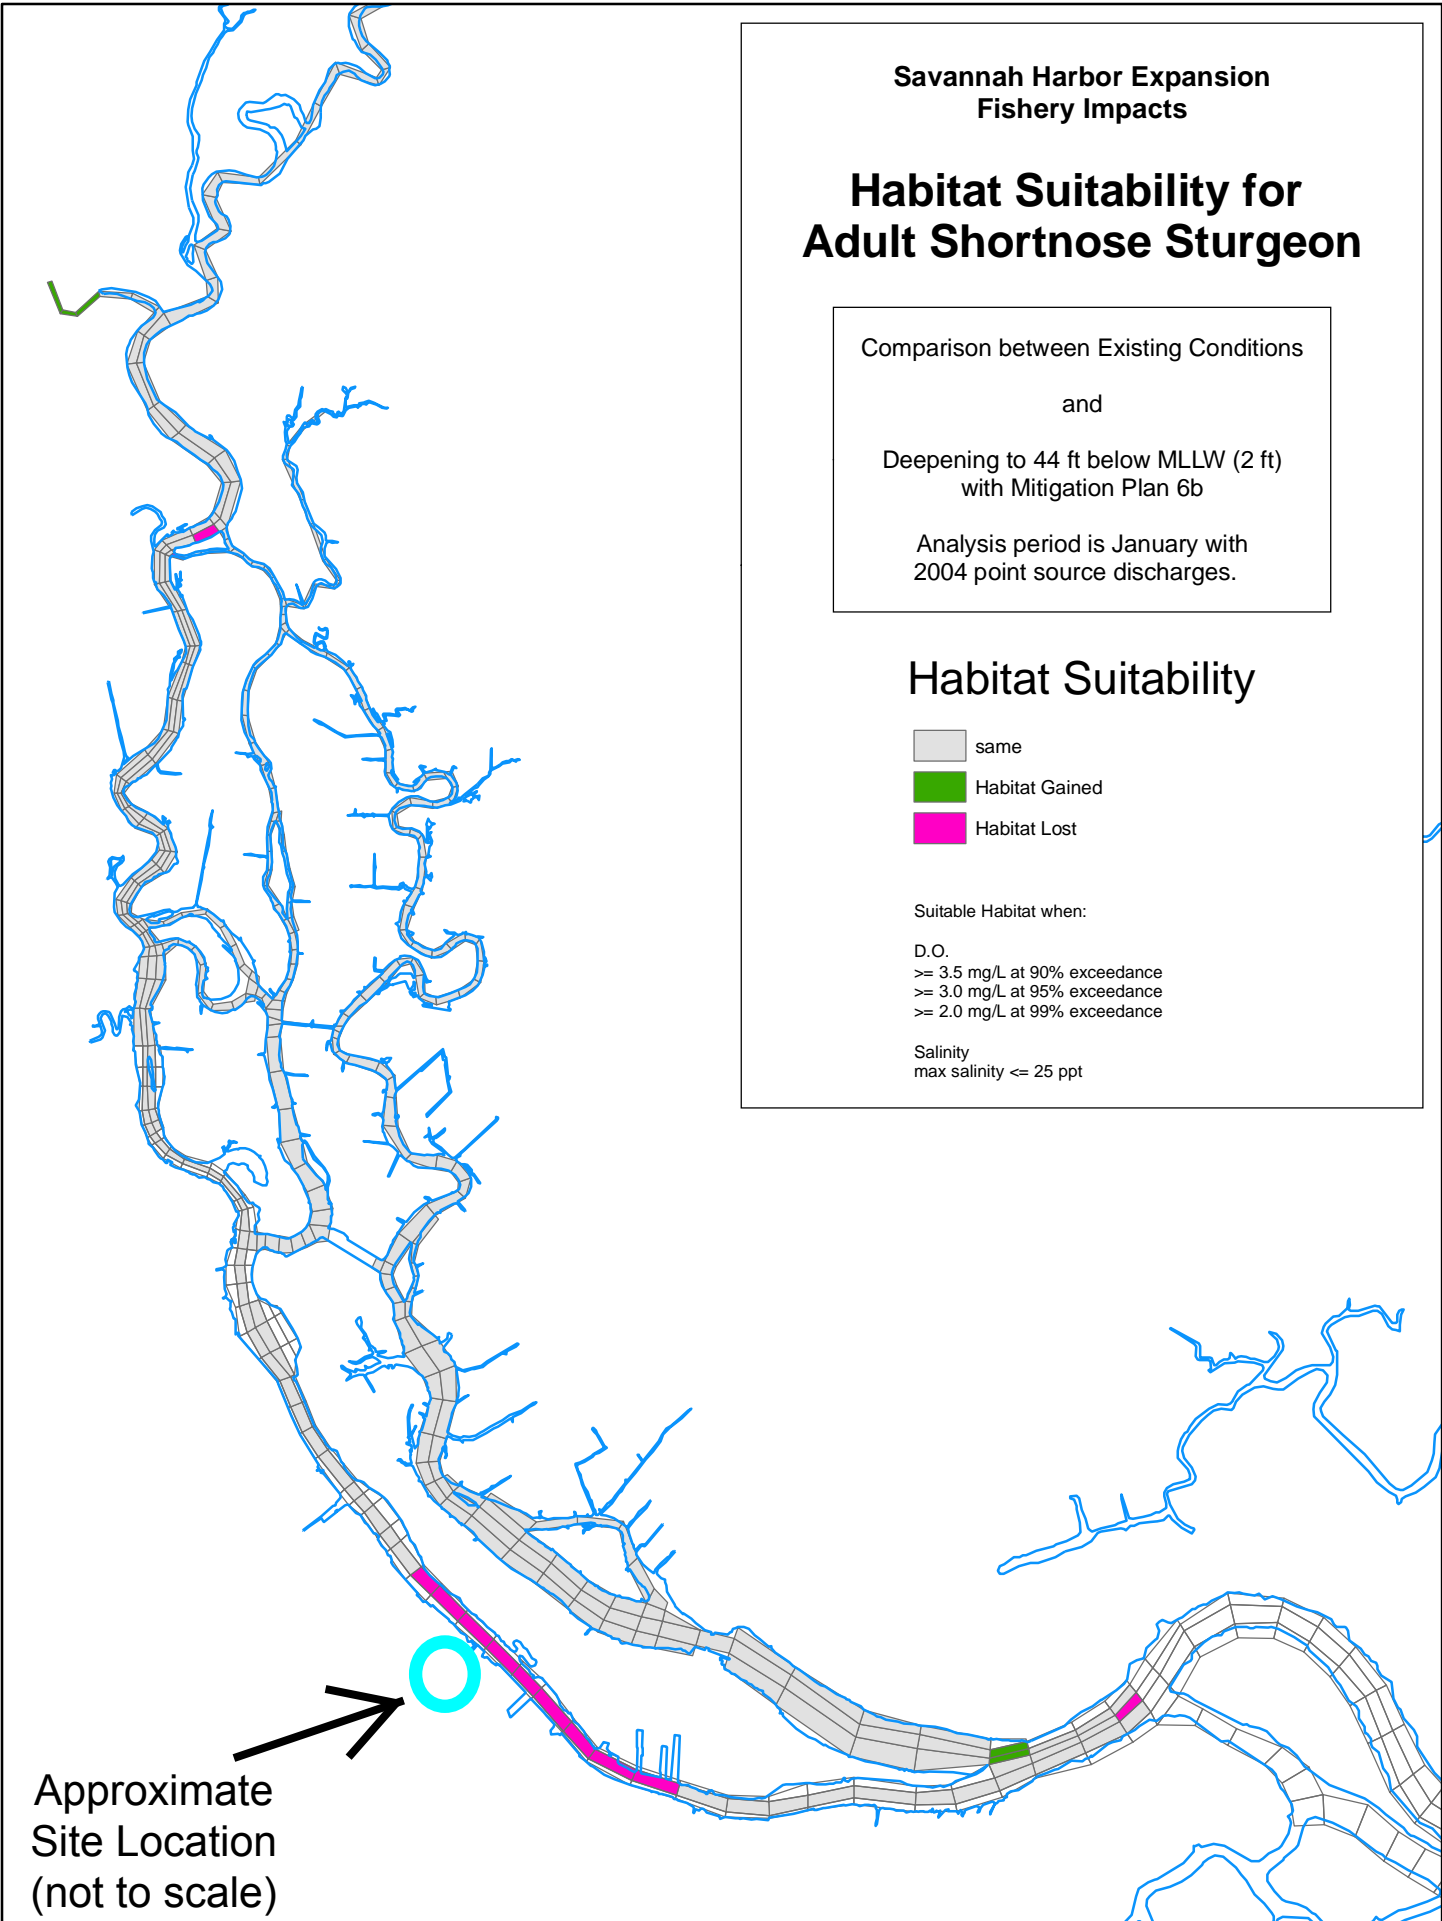 Savannah Harbor Expansion
Fishery Impacts
Habitat Suitability for
Adult Shortnose Sturgeon
Comparison between Existing Conditions
and
Deepening to 44 ft below MLLW (2 ft)
with Mitigation Plan 6b
Analysis period is January with
2004 point source discharges.
Habitat Suitability
same
Habitat Gained
Habitat Lost
Suitable Habitat when:
D.O.
>= 3.5 mg/L at 90% exceedance
>= 3.0 mg/L at 95% exceedance
>= 2.0 mg/L at 99% exceedance
Salinity
max salinity <= 25 ppt
Approximate
Site Location
(not to scale)